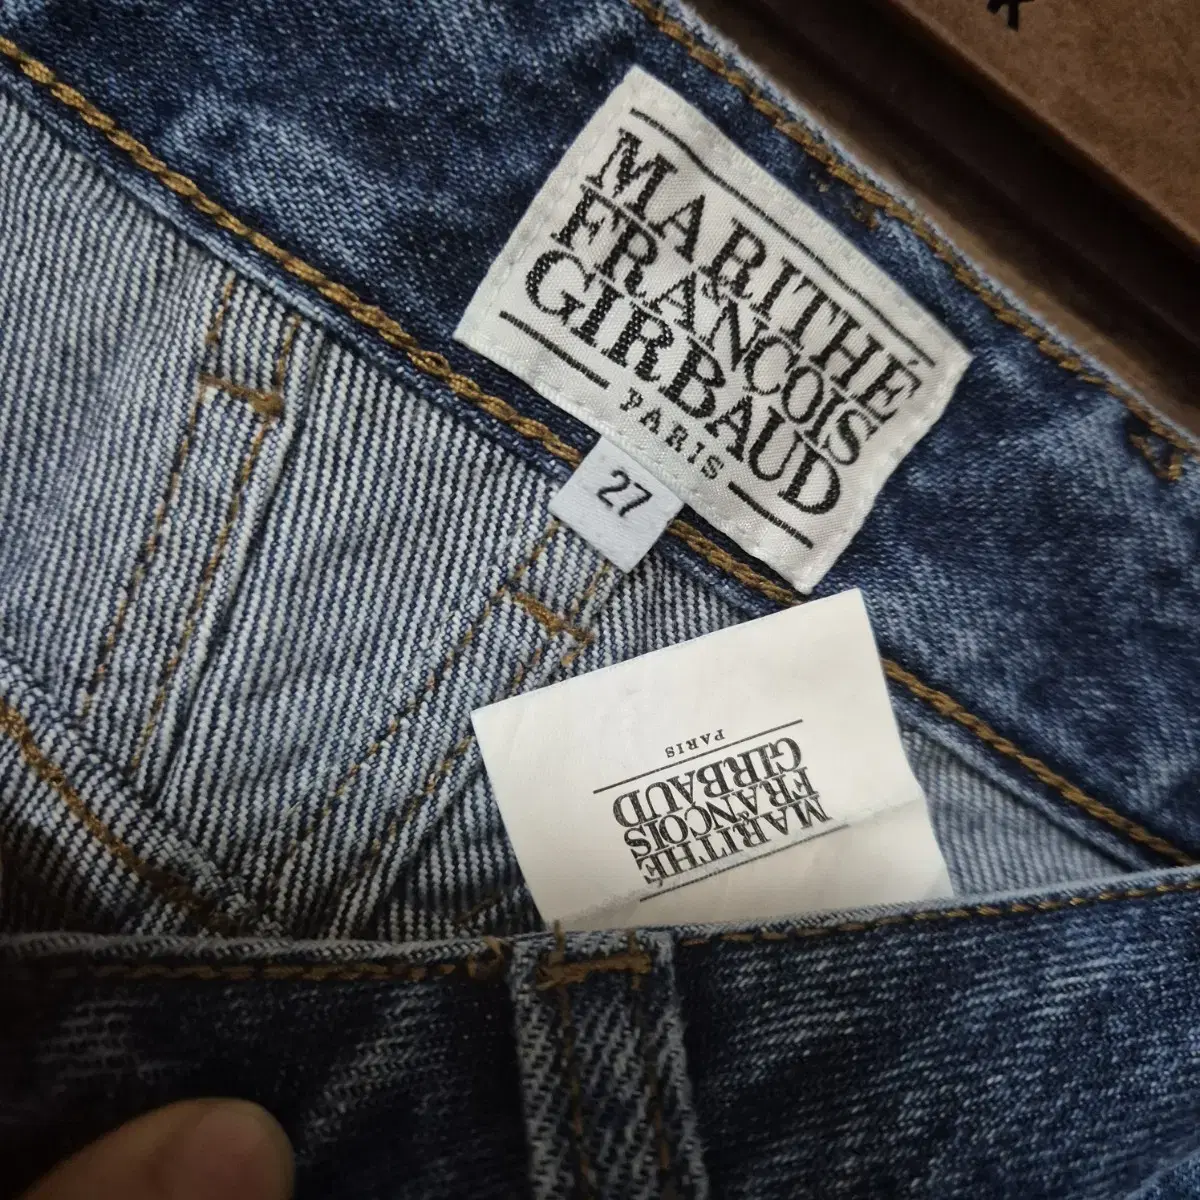 MARITHÉ
FRANÇOIS
GIRBAUD
PARIS
27
MARITHÉ
FRANÇOIS
GIRBAUD
PARIS